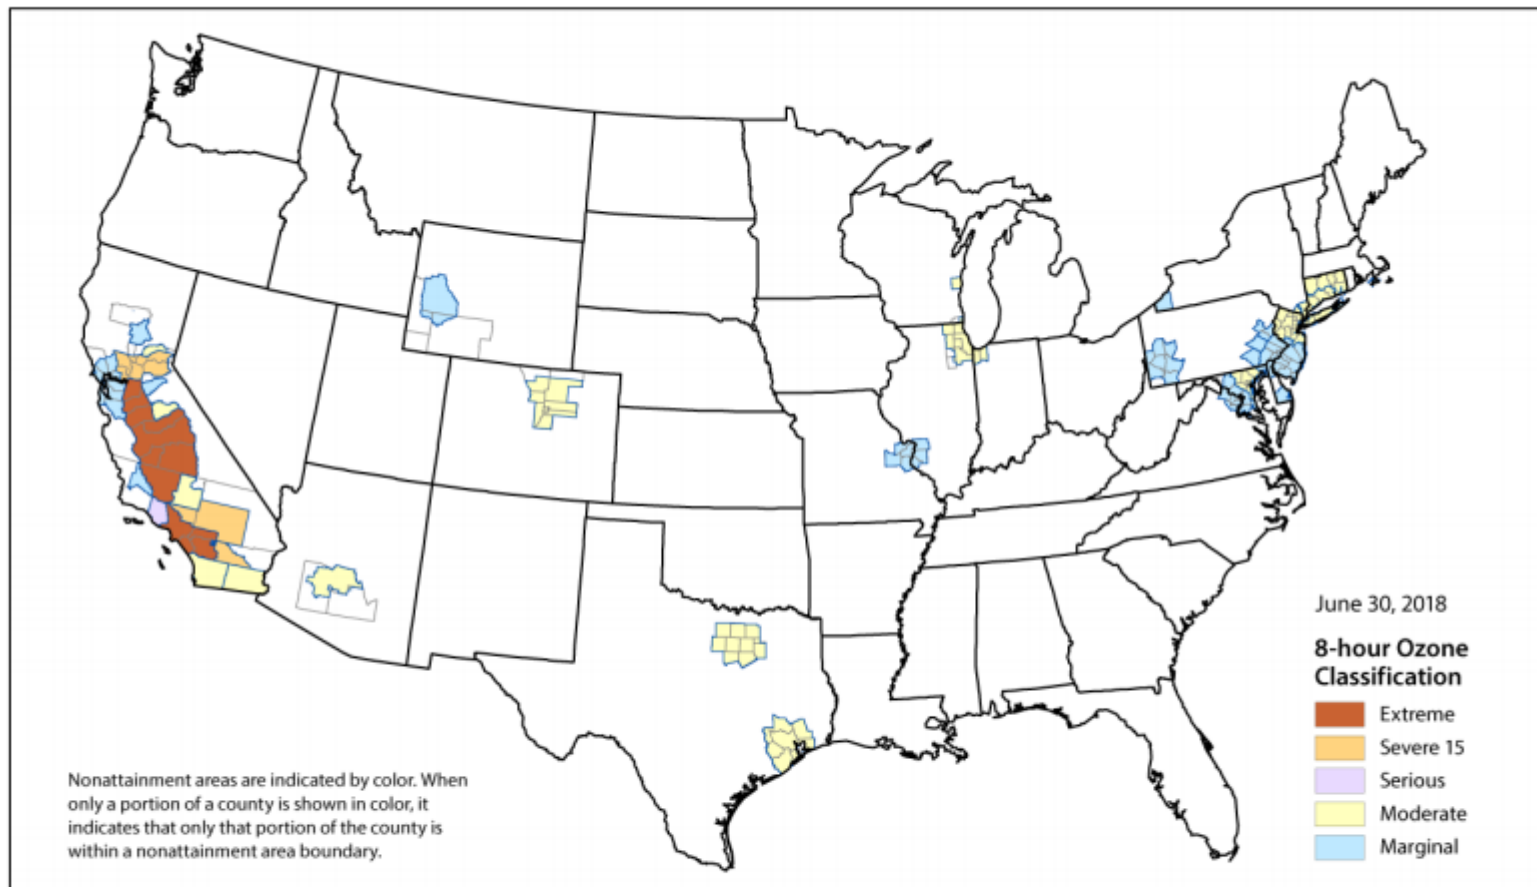 June 30, 2018
8-hour Ozone
Classification
Extreme
Severe 15
Serious
Moderate
Marginal
Nonattainment areas are indicated by color. When
only a portion of a county is shown in color, it
indicates that only that portion of the county is
within a nonattainment area boundary.